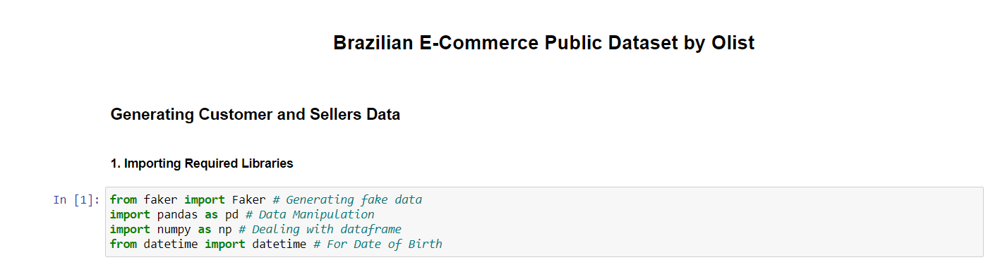 Brazilian E-Commerce Public Dataset by Olist
Generating Customer and Sellers Data
1. Importing Required Libraries
In [1]: from faker import Faker # Generating fake data
import pandas as pd # Data Manipulation
import numpy as np # Dealing with dataframe
from datetime import datetime # For Date of Birth